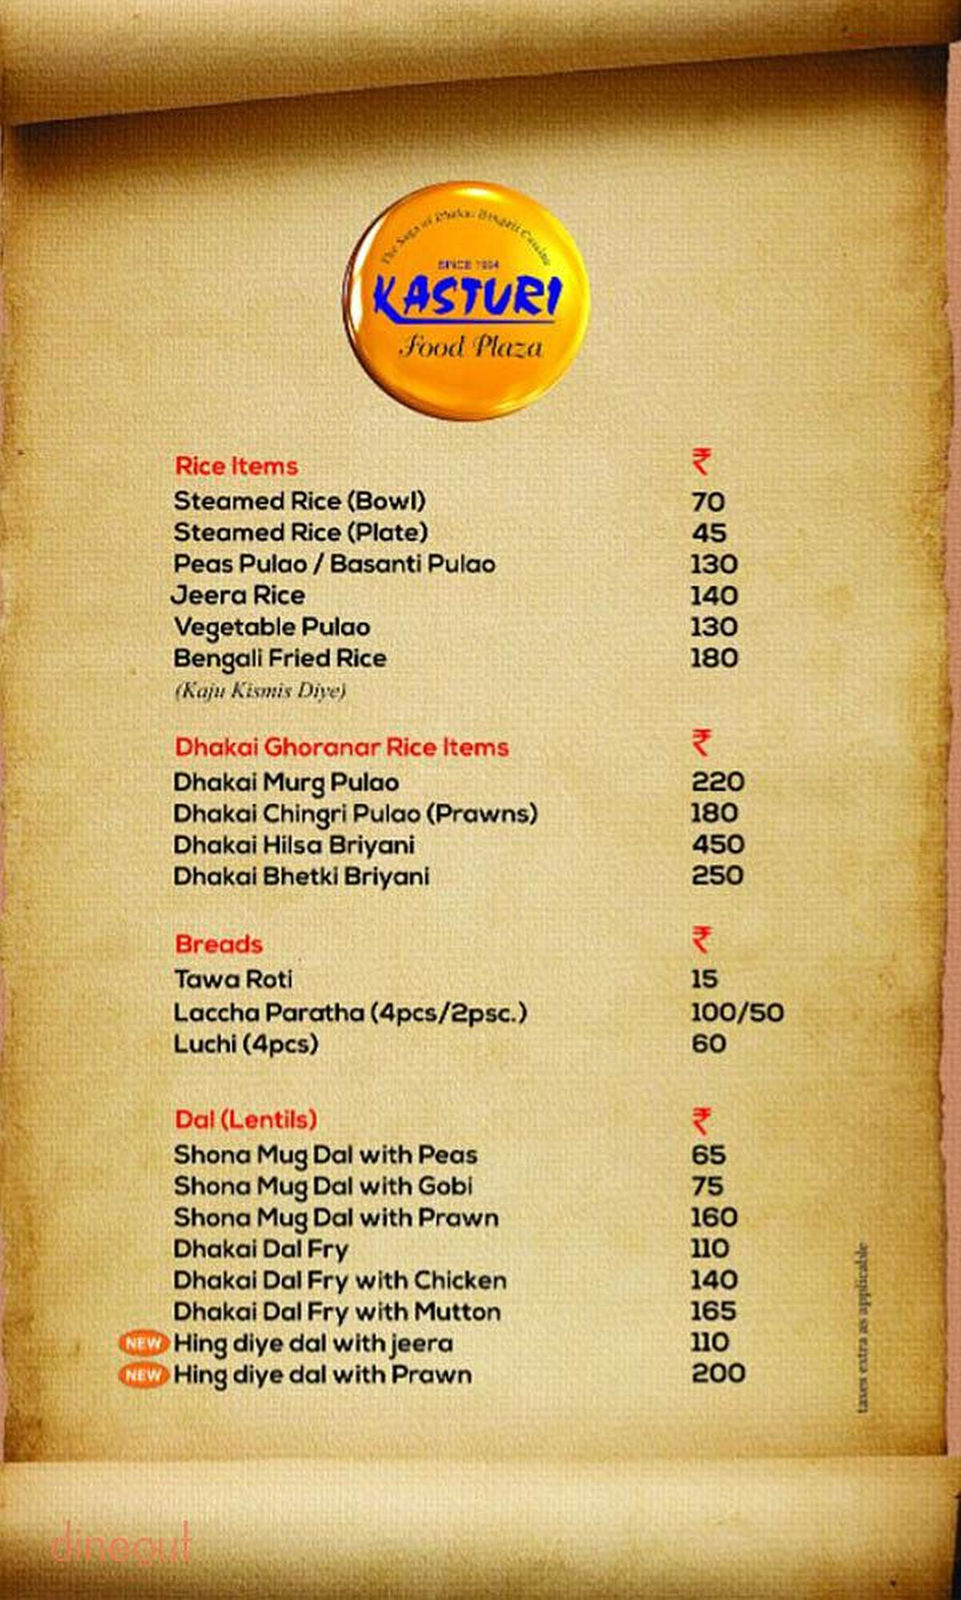 The Saga of Dhakai Bengali Cuisine
SINCE 1994
KASTURI
Food Plaza
Rice Items ₹
Steamed Rice (Bowl) 70
Steamed Rice (Plate) 45
Peas Pulao / Basanti Pulao 130
Jeera Rice 140
Vegetable Pulao 130
Bengali Fried Rice 180
(Kaju Kismis Diye)
Dhakai Ghoranar Rice Items ₹
Dhakai Murg Pulao 220
Dhakai Chingri Pulao (Prawns) 180
Dhakai Hilsa Briyani 450
Dhakai Bhetki Briyani 250
Breads ₹
Tawa Roti 15
Laccha Paratha (4pcs/2psc.) 100/50
Luchi (4pcs) 60
Dal (Lentils) ₹
Shona Mug Dal with Peas 65
Shona Mug Dal with Gobi 75
Shona Mug Dal with Prawn 160
Dhakai Dal Fry 110
Dhakai Dal Fry with Chicken 140
Dhakai Dal Fry with Mutton 165
NEW Hing diye dal with jeera 110
NEW Hing diye dal with Prawn 200
taxes extra as applicable
dineout